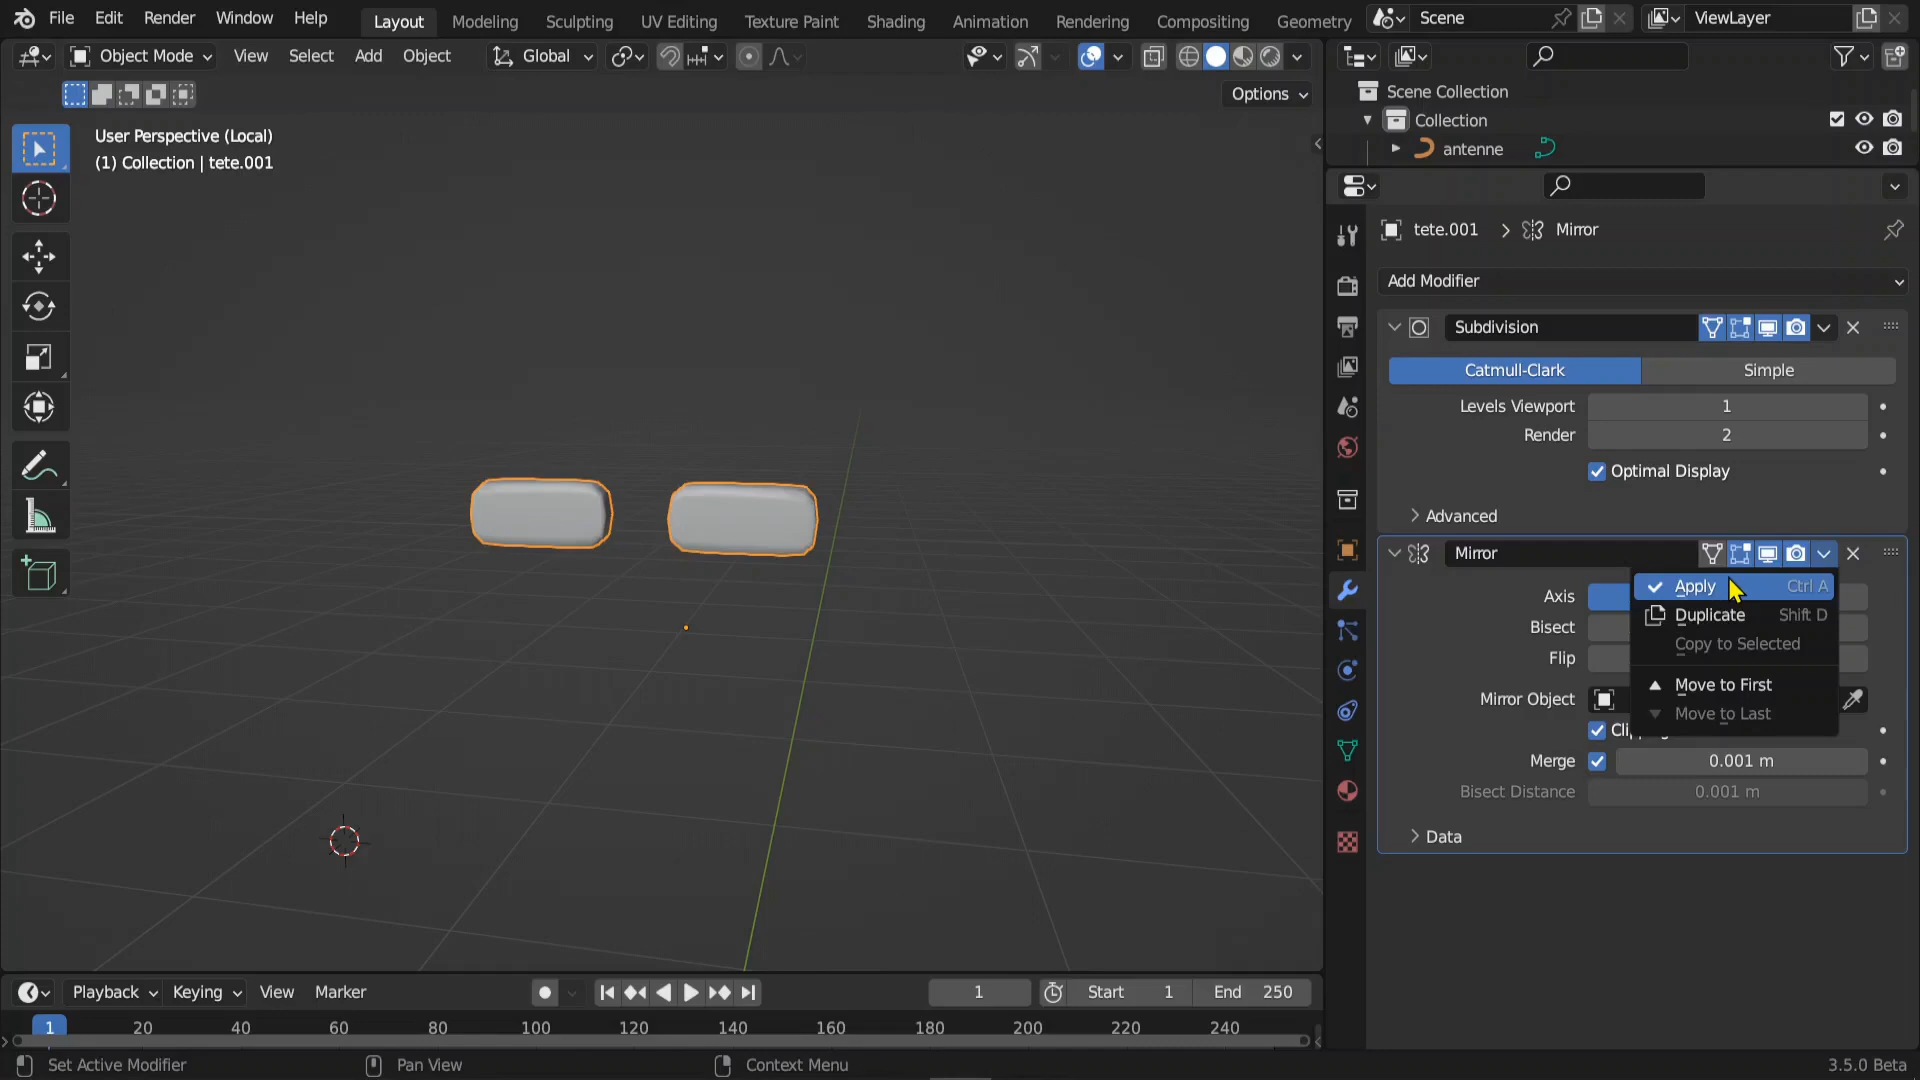 File Edit Render Window Help Layout Modeling Sculpting UV Editing Texture Paint Shading Animation Rendering Compositing Geometry Scene ViewLayer
Object Mode View Select Add Object Global
Options
User Perspective (Local)
(1) Collection | tete.001
Scene Collection
Collection
antenne
tete.001 Mirror
Add Modifier
Subdivision
Catmull-Clark Simple
Levels Viewport 1
Render 2
Optimal Display
Advanced
Mirror
Apply Ctrl A
Axis
Duplicate Shift D
Bisect
Copy to Selected
Flip
Move to First
Mirror Object
Move to Last
Merge 0.001 m
Bisect Distance 0.001 m
Data
Playback Keying View Marker 1 Start 1 End 250
1 20 40 60 80 100 120 140 160 180 200 220 240
Set Active Modifier Pan View Context Menu 3.5.0 Beta